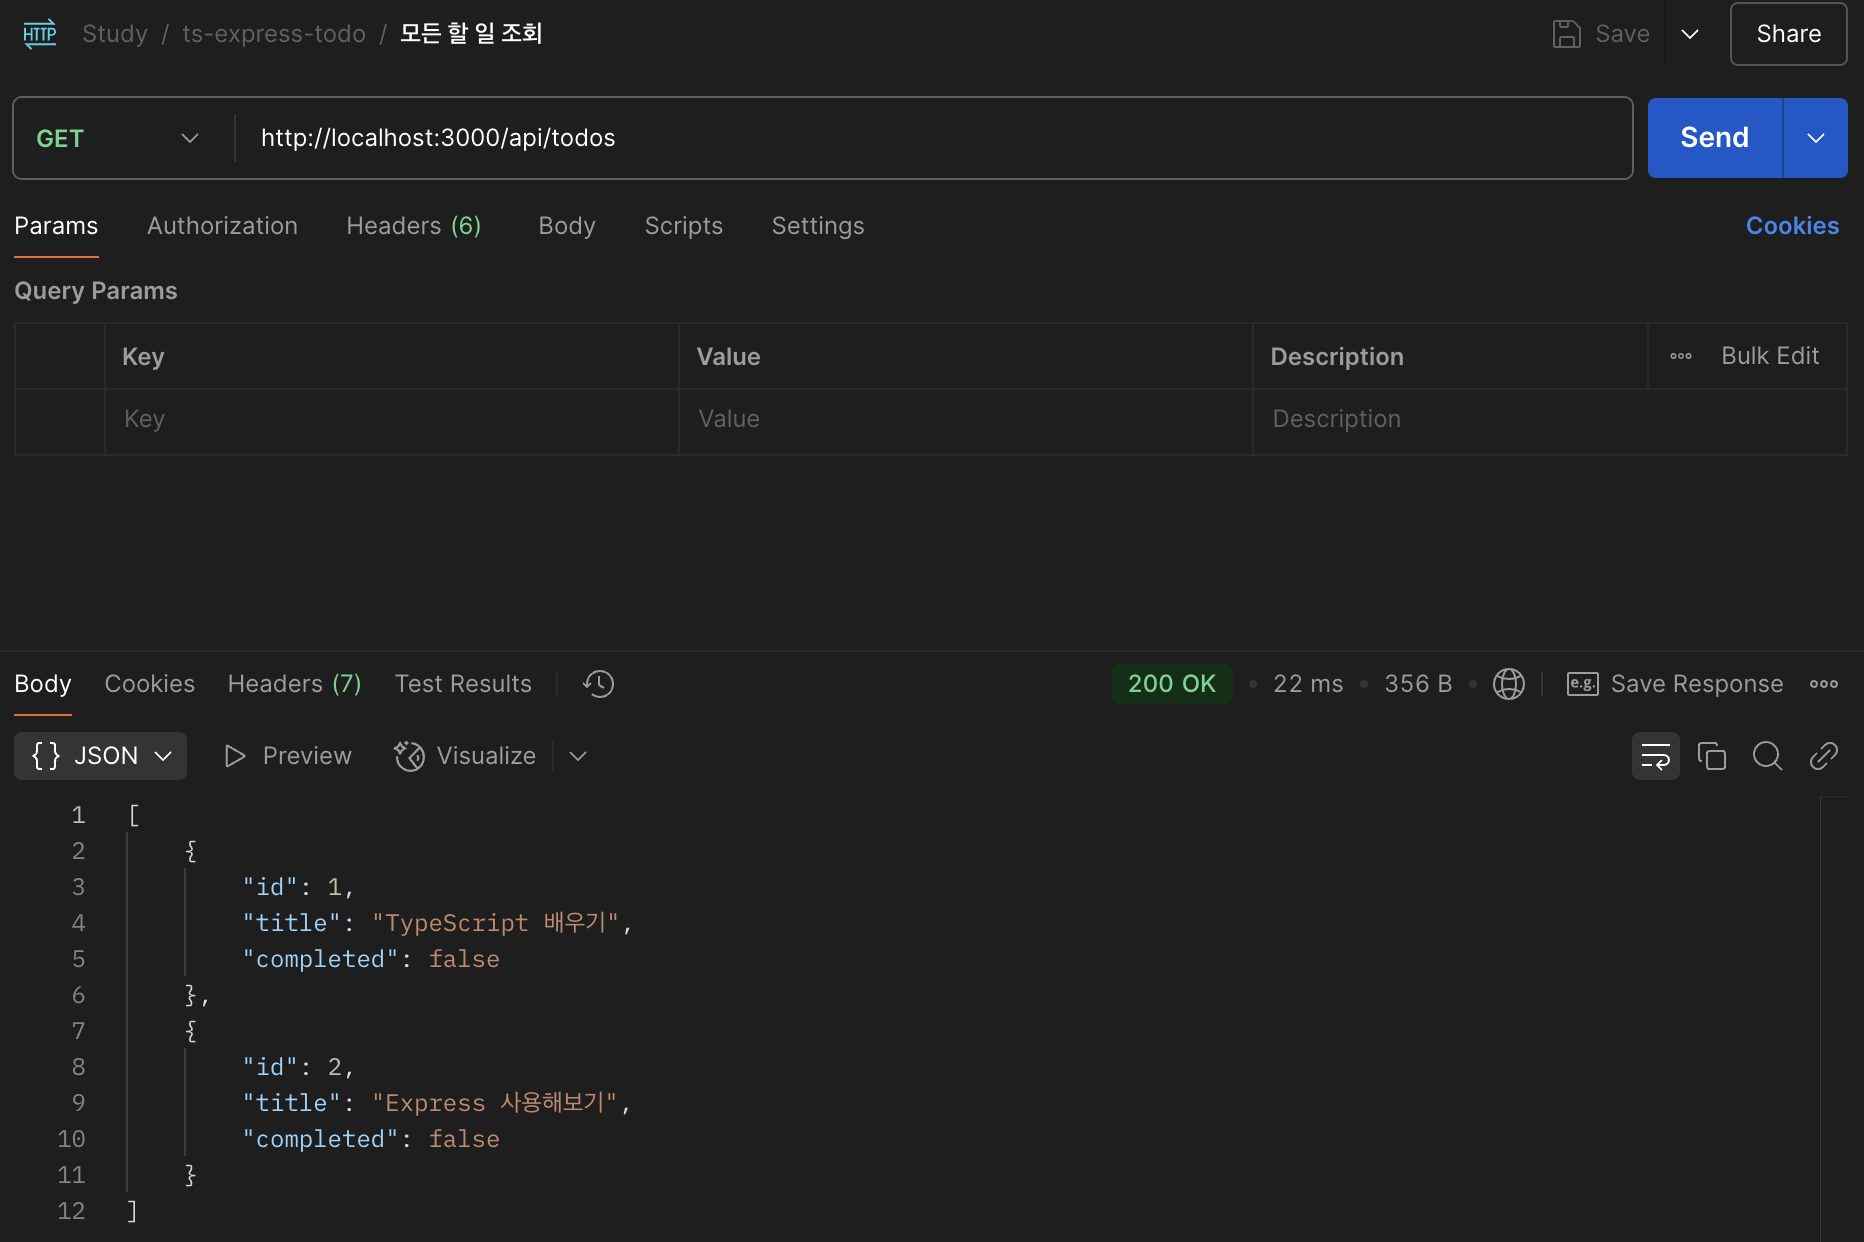 HTTP Study / ts-express-todo / 모든 할 일 조회 Save Share
GET http://localhost:3000/api/todos Send
Params Authorization Headers (6) Body Scripts Settings Cookies
Query Params
Key Value Description Bulk Edit
Key Value Description
Body Cookies Headers (7) Test Results 200 OK • 22 ms • 356 B • e.g. Save Response
{} JSON Preview Visualize
1 [
2 {
3 "id": 1,
4 "title": "TypeScript 배우기",
5 "completed": false
6 },
7 {
8 "id": 2,
9 "title": "Express 사용해보기",
10 "completed": false
11 }
12 ]